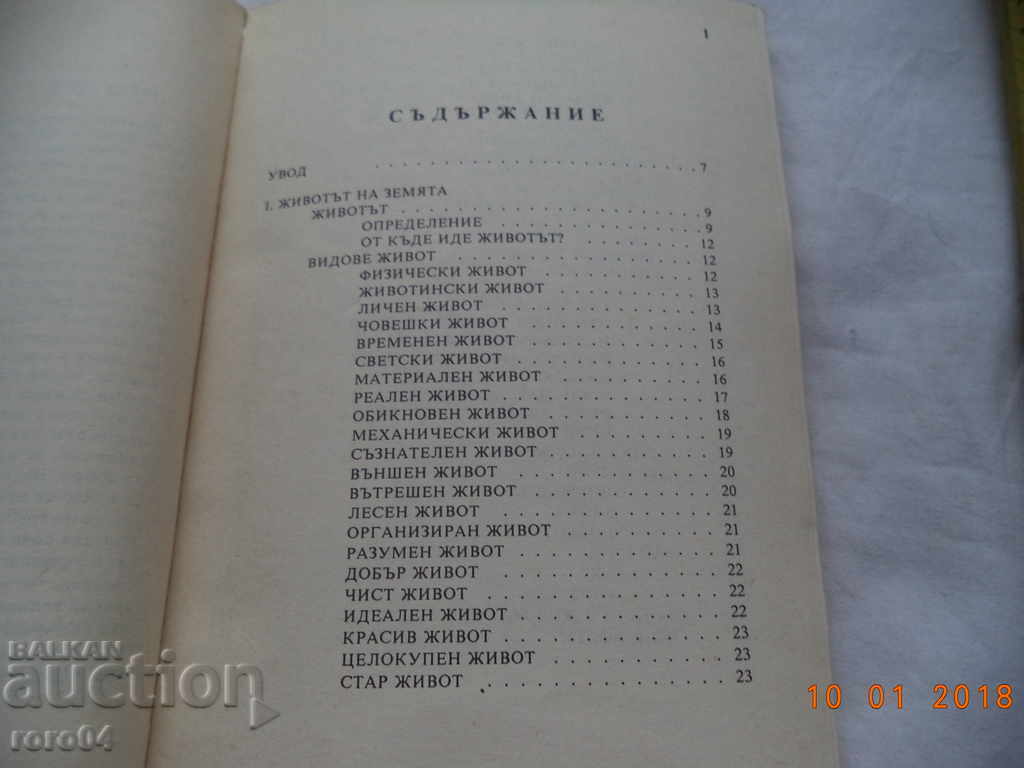 1
СЪДЪРЖАНИЕ
УВОД . . . . . . . . . . . . . . . . . . . . . . . 7
I. ЖИВОТЪТ НА ЗЕМЯТА
ЖИВОТЪТ . . . . . . . . . . . . . . . . . . 9
ОПРЕДЕЛЕНИЕ . . . . . . . . . . . . 9
ОТ КЪДЕ ИДЕ ЖИВОТЪТ? . . . . . . . 12
ВИДОВЕ ЖИВОТ . . . . . . . . . . . . . . 12
ФИЗИЧЕСКИ ЖИВОТ . . . . . . . . . 12
ЖИВОТИНСКИ ЖИВОТ . . . . . . . . 13
ЛИЧЕН ЖИВОТ . . . . . . . . . . . . 13
ЧОВЕШКИ ЖИВОТ . . . . . . . . . 14
ВРЕМЕНЕН ЖИВОТ . . . . . . . . . . 15
СВЕТСКИ ЖИВОТ . . . . . . . . . . . 16
МАТЕРИАЛЕН ЖИВОТ . . . . . . . . 16
РЕАЛЕН ЖИВОТ . . . . . . . . . . . 17
ОБИКНОВЕН ЖИВОТ . . . . . . . . . 18
МЕХАНИЧЕСКИ ЖИВОТ . . . . . . . . 19
СЪЗНАТЕЛЕН ЖИВОТ . . . . . . . . . 19
ВЪНШЕН ЖИВОТ . . . . . . . . . . . 20
ВЪТРЕШЕН ЖИВОТ . . . . . . . . . . 20
ЛЕСЕН ЖИВОТ . . . . . . . . . . . 21
ОРГАНИЗИРАН ЖИВОТ . . . . . . . . 21
РАЗУМЕН ЖИВОТ . . . . . . . . . . 21
ДОБЪР ЖИВОТ . . . . . . . . . . . 22
ЧИСТ ЖИВОТ . . . . . . . . . . . . 22
ИДЕАЛЕН ЖИВОТ . . . . . . . . . . 22
КРАСИВ ЖИВОТ . . . . . . . . . . . 23
ЦЕЛОКУПЕН ЖИВОТ . . . . . . . . . 23
СТАР ЖИВОТ . . . . . . . . . . . . 23
BALKAN
auction
roro04
10 01 2018